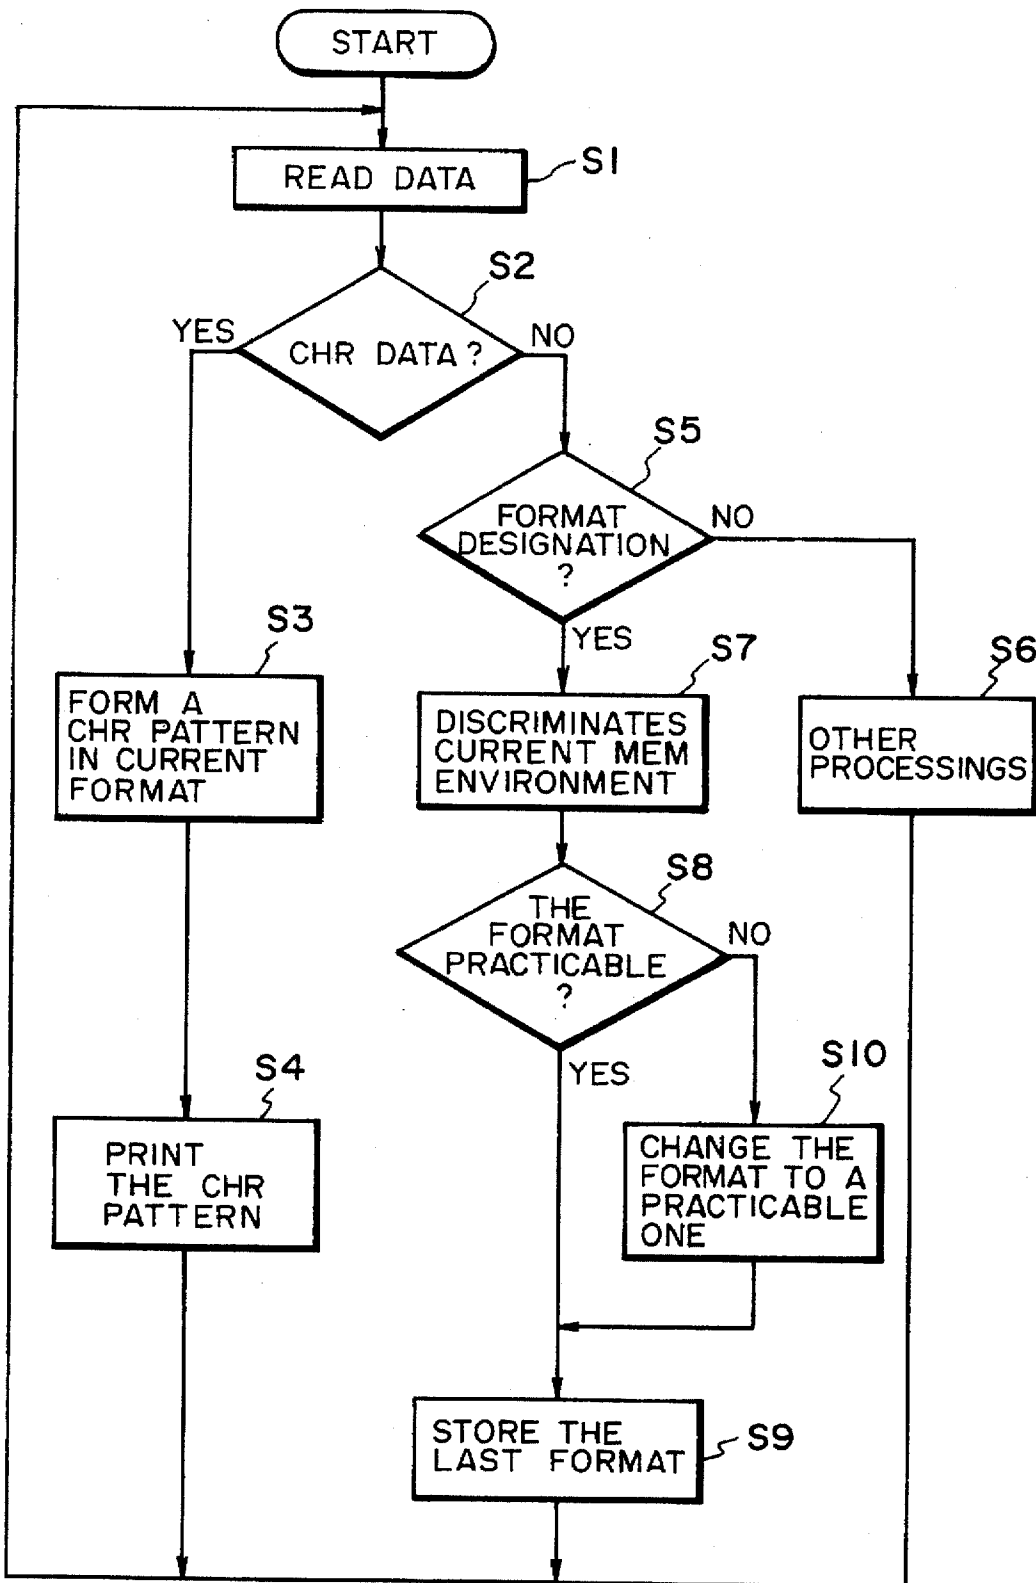 START
READ DATA
S1
S2
YES
CHR DATA?
NO
S5
FORMAT
DESIGNATION
?
NO
YES
S3
FORM A
CHR PATTERN
IN CURRENT
FORMAT
S7
DISCRIMINATES
CURRENT MEM
ENVIRONMENT
S6
OTHER
PROCESSINGS
S8
THE
FORMAT
PRACTICABLE
?
NO
YES
S4
PRINT
THE CHR
PATTERN
S10
CHANGE THE
FORMAT TO A
PRACTICABLE
ONE
STORE THE
LAST FORMAT
S9